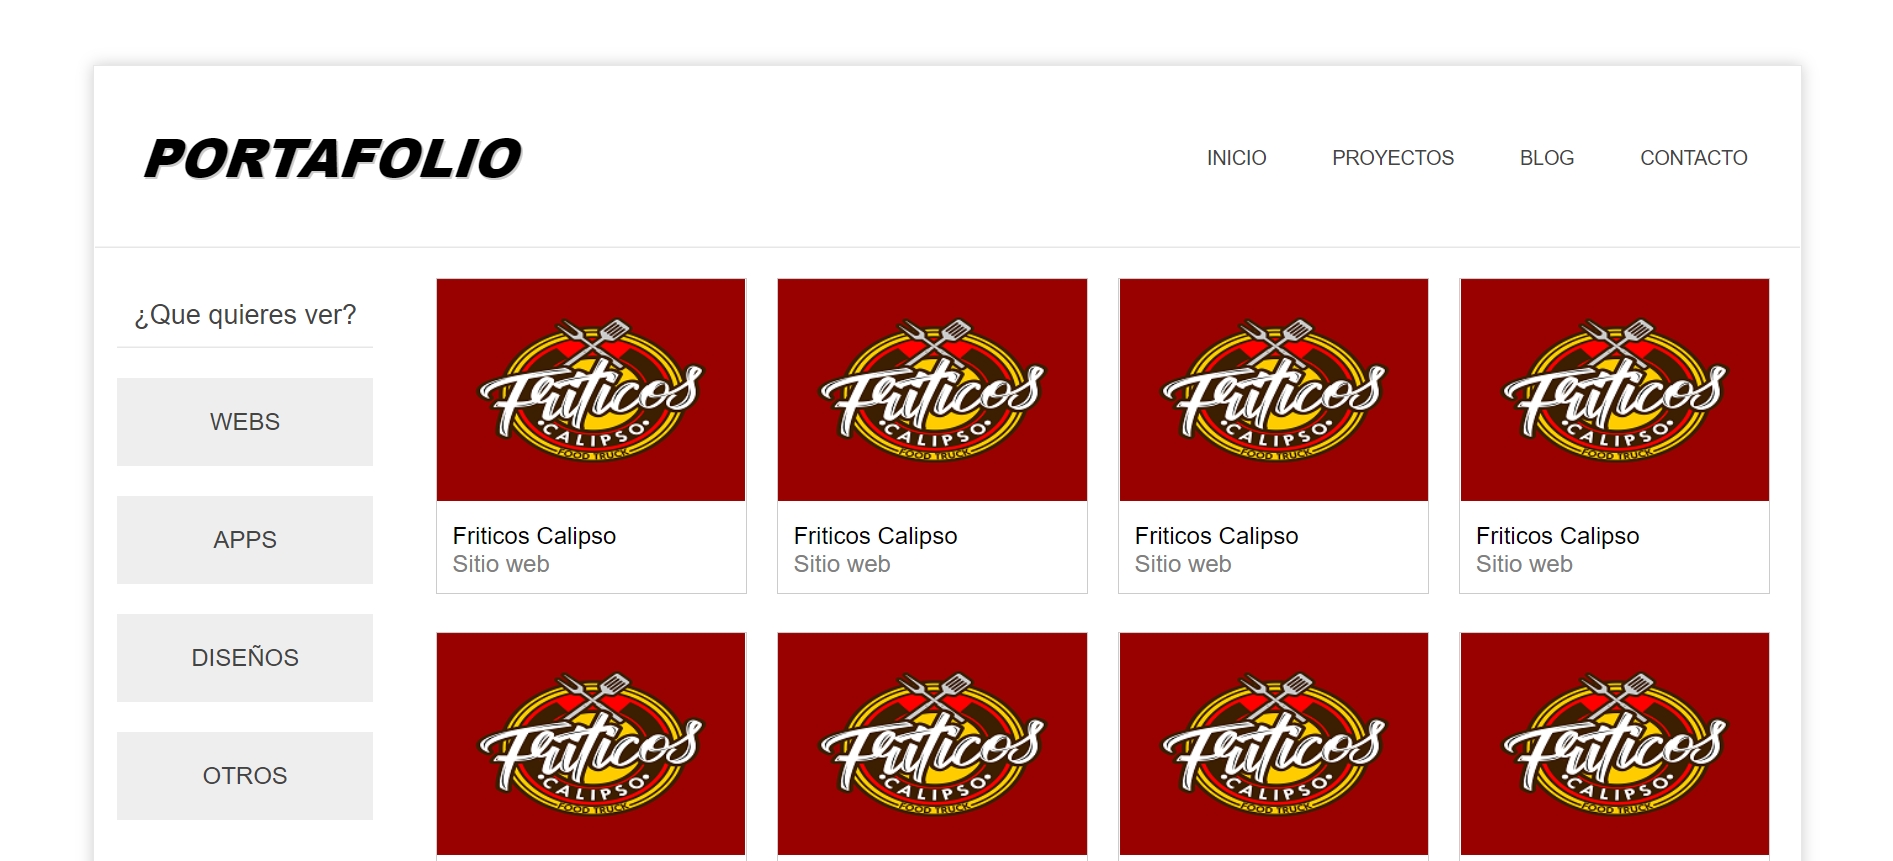 PORTAFOLIO
INICIO PROYECTOS BLOG CONTACTO
¿Que quieres ver?
WEBS
APPS
DISEÑOS
OTROS
Friticos
CALIPSO
FOOD TRUCK
Friticos Calipso
Sitio web
Friticos
CALIPSO
FOOD TRUCK
Friticos Calipso
Sitio web
Friticos
CALIPSO
FOOD TRUCK
Friticos Calipso
Sitio web
Friticos
CALIPSO
FOOD TRUCK
Friticos Calipso
Sitio web
Friticos
CALIPSO
FOOD TRUCK
Friticos
CALIPSO
FOOD TRUCK
Friticos
CALIPSO
FOOD TRUCK
Friticos
CALIPSO
FOOD TRUCK